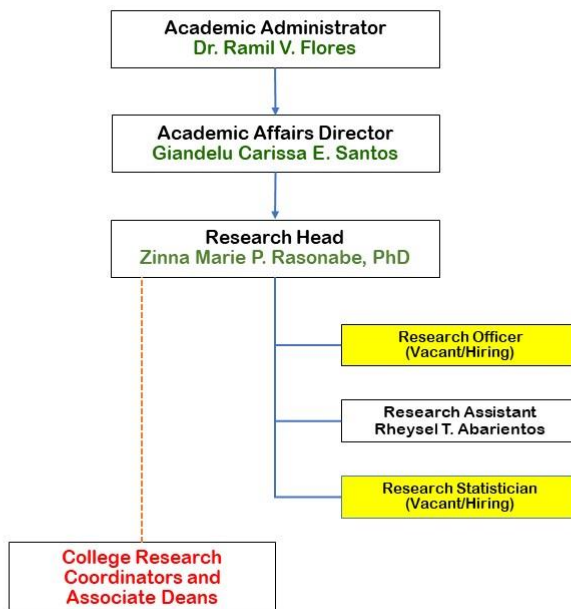 Academic Administrator
Dr. Ramil V. Flores
Academic Affairs Director
Giandelu Carissa E. Santos
Research Head
Zinna Marie P. Rasonabe, PhD
Research Officer
(Vacant/Hiring)
Research Assistant
Rheysel T. Abarientos
Research Statistician
(Vacant/Hiring)
College Research
Coordinators and
Associate Deans